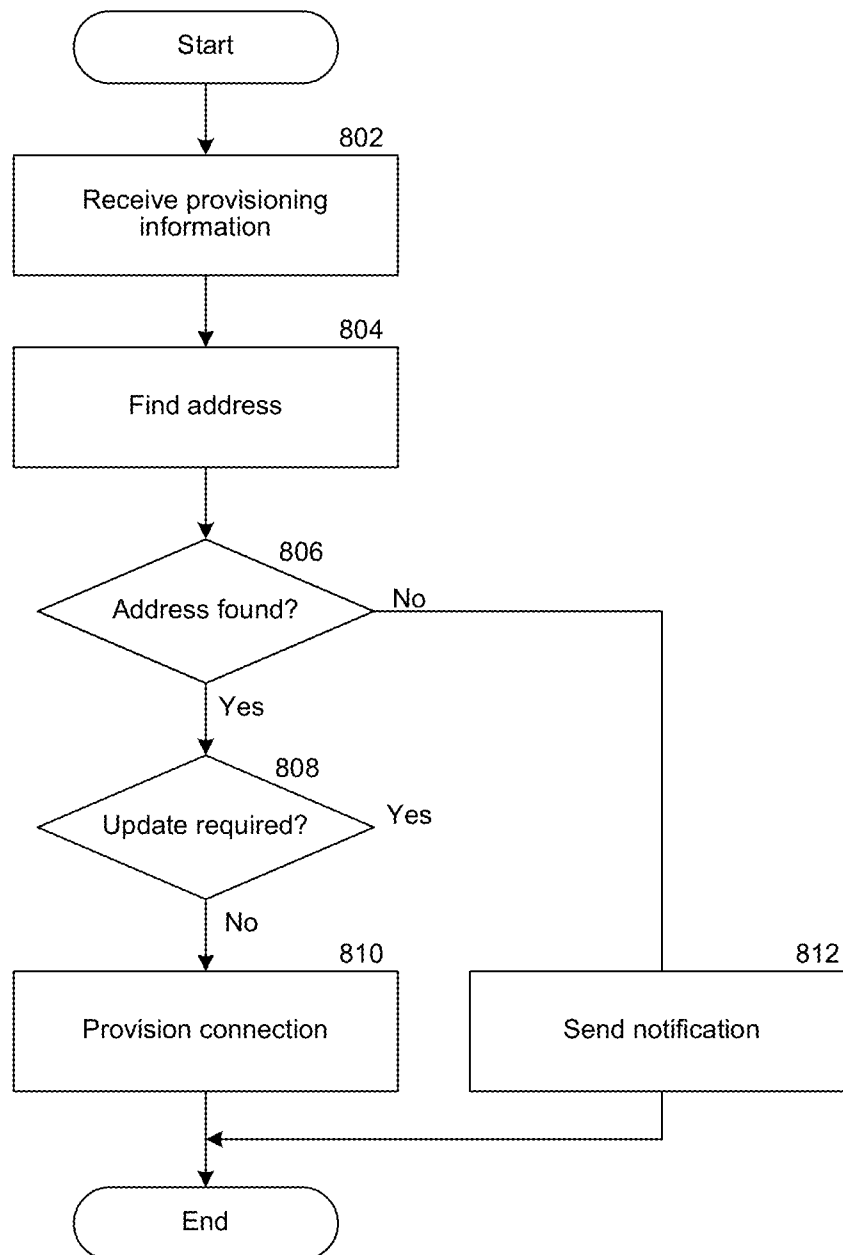 Start
802
Receive provisioning
information
804
Find address
806
Address found?
No
Yes
808
Update required?
Yes
No
810
Provision connection
812
Send notification
End